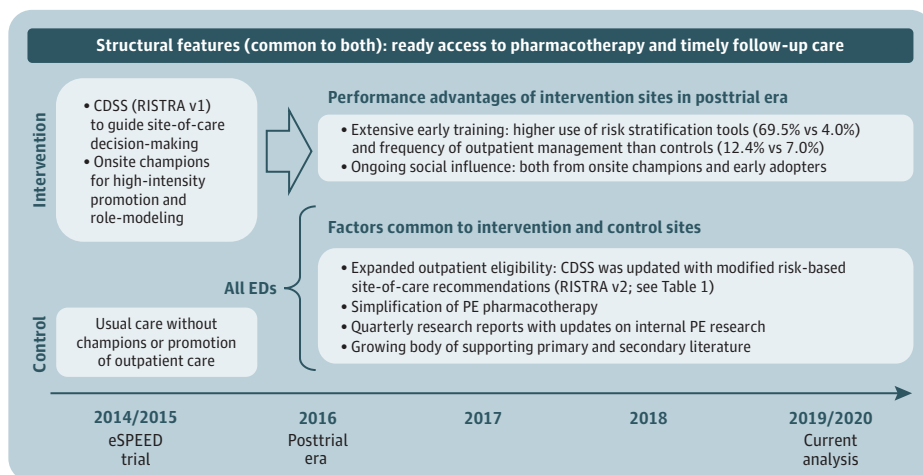 Structural features (common to both): ready access to pharmacotherapy and timely follow-up care
Intervention
• CDSS (RISTRA v1)
to guide site-of-care
decision-making
• Onsite champions
for high-intensity
promotion and
role-modeling
Performance advantages of intervention sites in posttrial era
• Extensive early training: higher use of risk stratification tools (69.5% vs 4.0%)
and frequency of outpatient management than controls (12.4% vs 7.0%)
• Ongoing social influence: both from onsite champions and early adopters
All EDs
Factors common to intervention and control sites
• Expanded outpatient eligibility: CDSS was updated with modified risk-based
site-of-care recommendations (RISTRA v2; see Table 1)
• Simplification of PE pharmacotherapy
• Quarterly research reports with updates on internal PE research
• Growing body of supporting primary and secondary literature
Control
Usual care without
champions or promotion
of outpatient care
2014/2015
eSPEED
trial
2016
Posttrial
era
2017
2018
2019/2020
Current
analysis